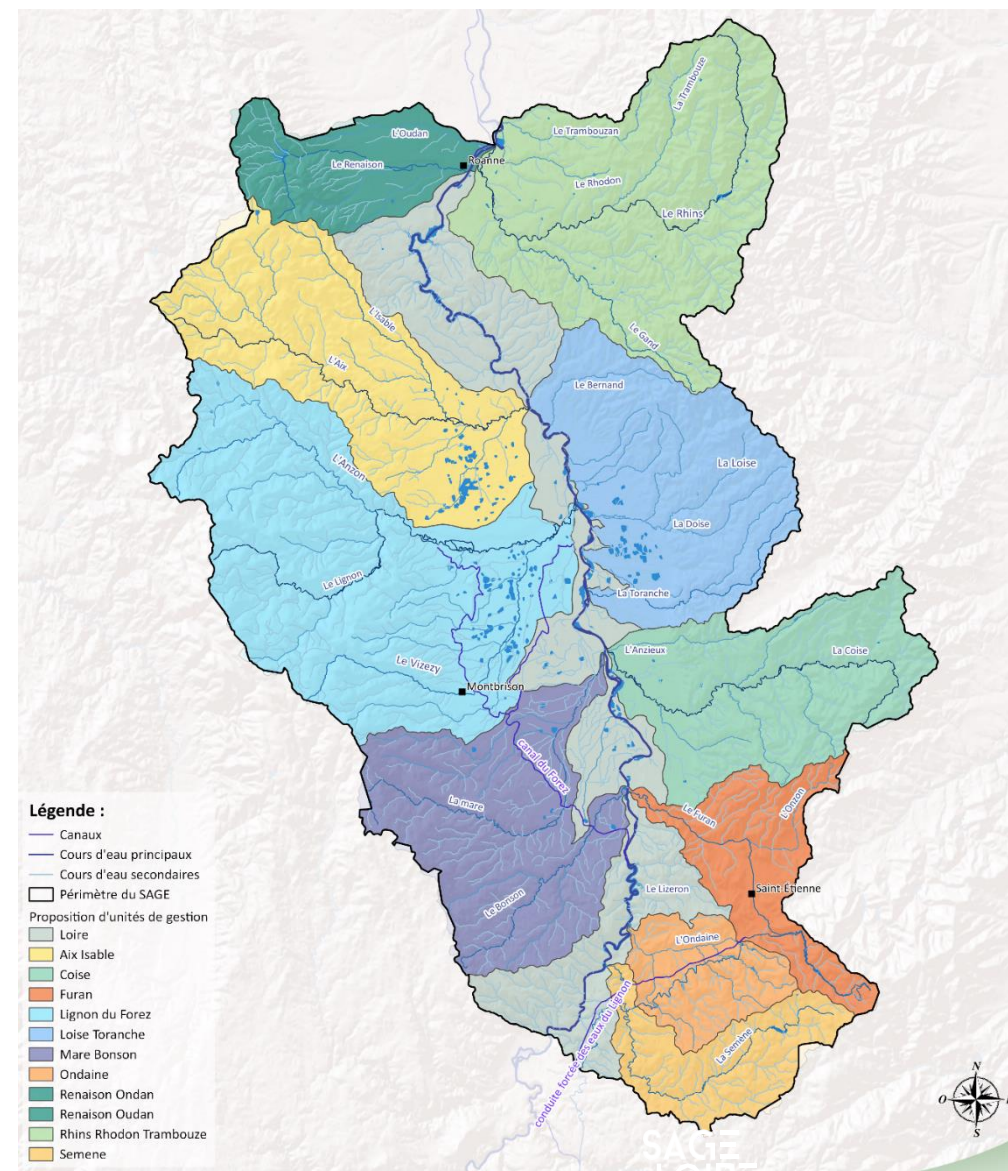 La Trambouze
L'Oudan
Le Trambouzan
Le Renaison
Roanne
Le Rhodon
Le Rhins
L'Isable
Le Gand
L'Aix
Le Bernand
L'Anzon
La Loise
La Doise
Le Lignon
La Toranche
L'Anzieux
La Coise
Le Vizezy
Montbrison
canal du Forez
La mare
Le Furan
L'Onzon
Le Bonson
Le Lizeron
Saint-Étienne
L'Ondaine
La Semène
conduite forcée des eaux du Lignon
Légende :
Canaux
Cours d'eau principaux
Cours d'eau secondaires
Périmètre du SAGE
Proposition d'unités de gestion
Loire
Aix Isable
Coise
Furan
Lignon du Forez
Loise Toranche
Mare Bonson
Ondaine
Renaison Ondan
Renaison Oudan
Rhins Rhodon Trambouze
Semene
N
O
S
SAGE